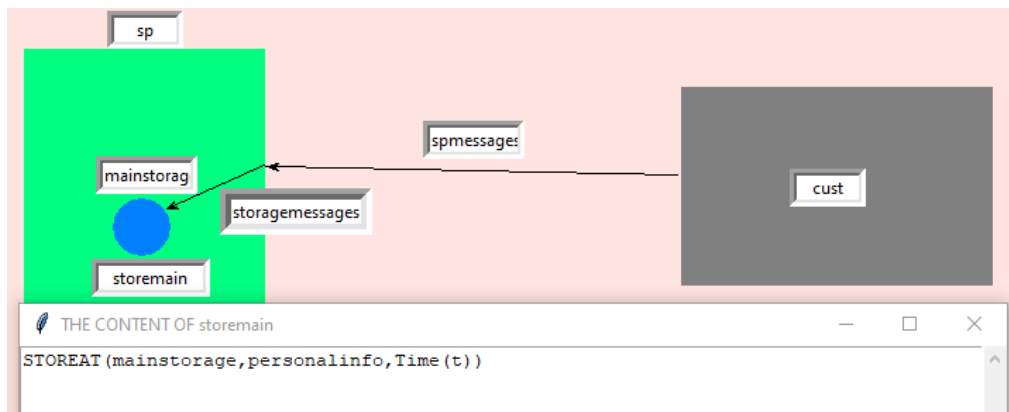 sp
spmessages
mainstorag
cust
storagemessages
storemain
THE CONTENT OF storemain
STOREAT(mainstorage,personalinfo,Time(t))